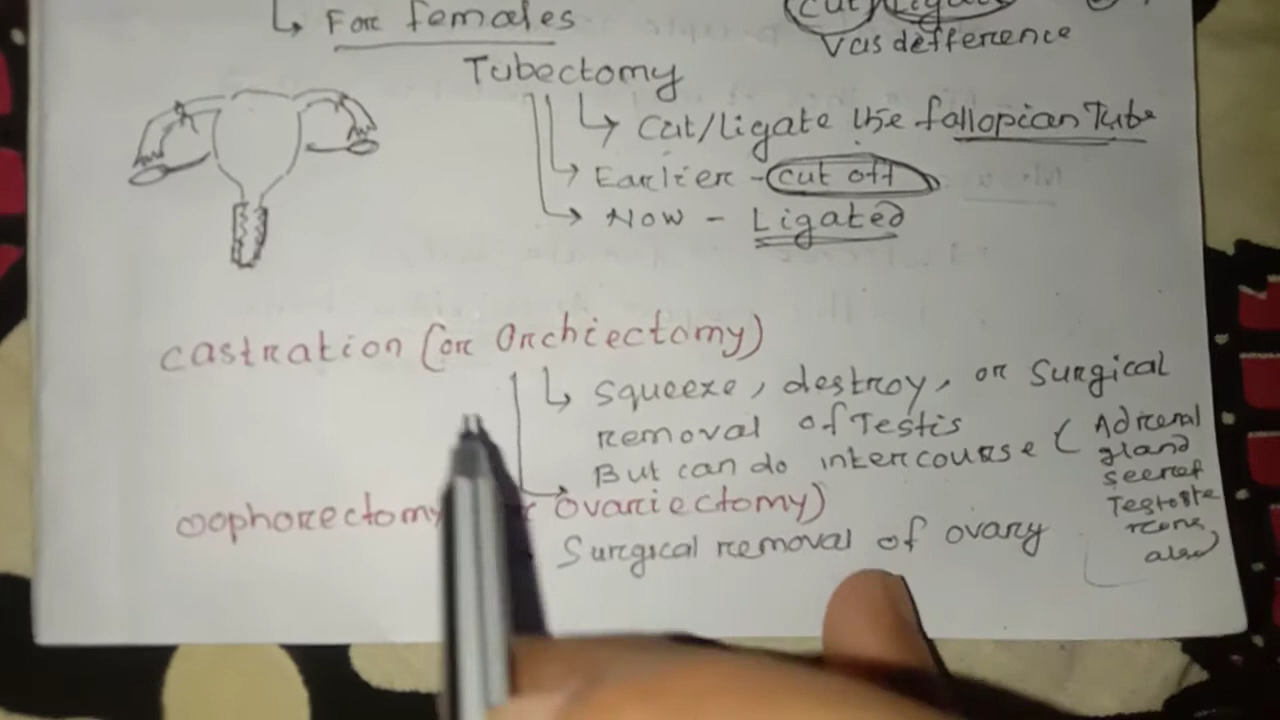 ↳ For females
Cut/Ligate
Vas defference
Tubectomy
↳ Cut/Ligate the fallopian Tube
→ Earlier - cut off
→ Now - Ligated
Castration (or Orchiectomy)
↳ squeeze, destroy, or surgical
removal of Testis
But can do intercourse ( Adrenal
gland
secret
Testoste
rone
also)
oophorectomy ovariectomy)
Surgical removal of ovary